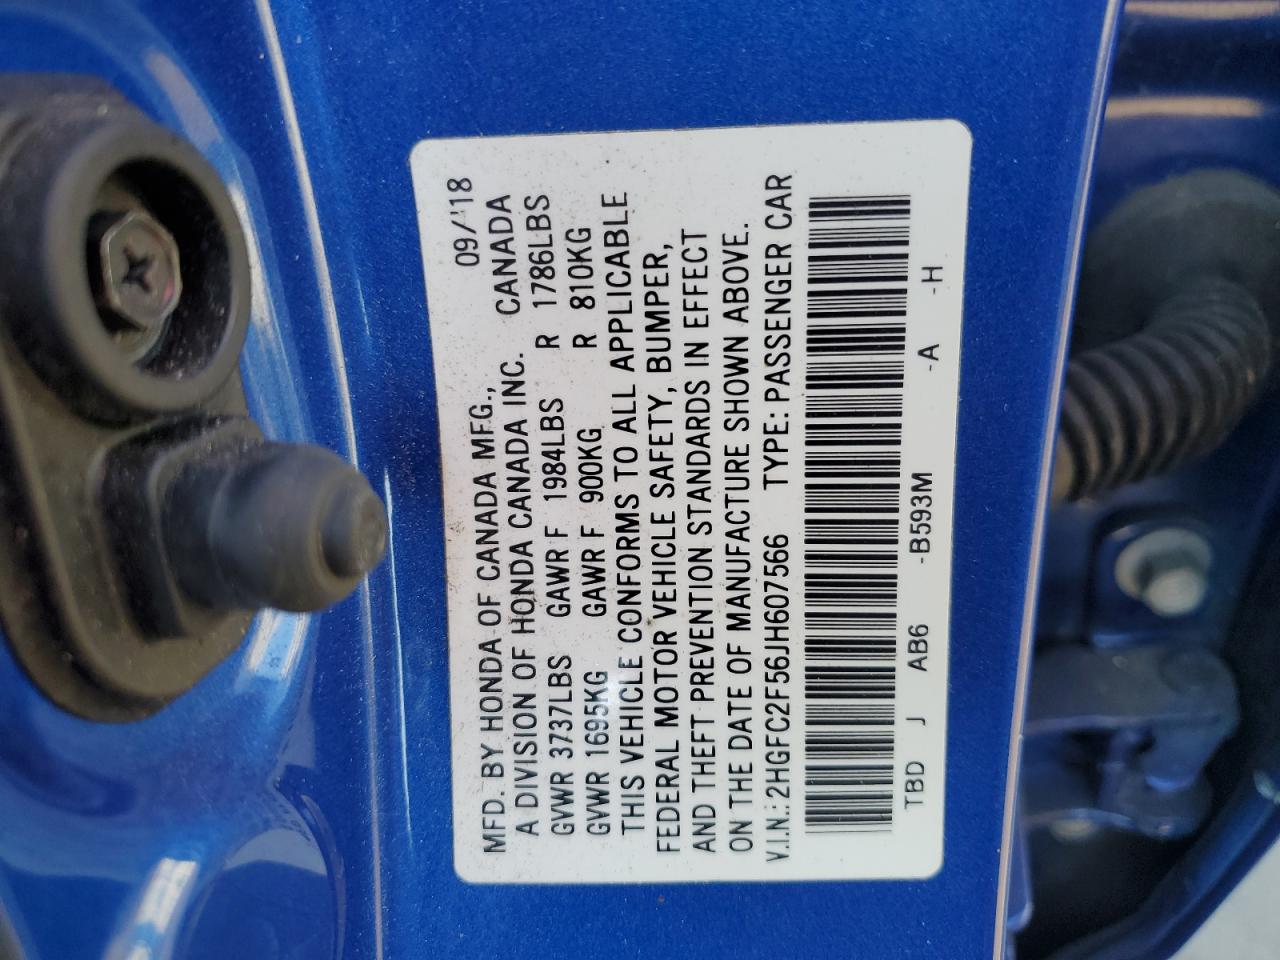 MFD. BY HONDA OF CANADA MFG., 09/'18
A DIVISION OF HONDA CANADA INC. CANADA
GVWR 3737LBS GAWR F 1984LBS R 1786LBS
GVWR 1695KG GAWR F 900KG R 810KG
THIS VEHICLE CONFORMS TO ALL APPLICABLE
FEDERAL MOTOR VEHICLE SAFETY, BUMPER,
AND THEFT PREVENTION STANDARDS IN EFFECT
ON THE DATE OF MANUFACTURE SHOWN ABOVE.
V.I.N.: 2HGFC2F56JH607566 TYPE: PASSENGER CAR
TBD J AB6 -B593M -A -H